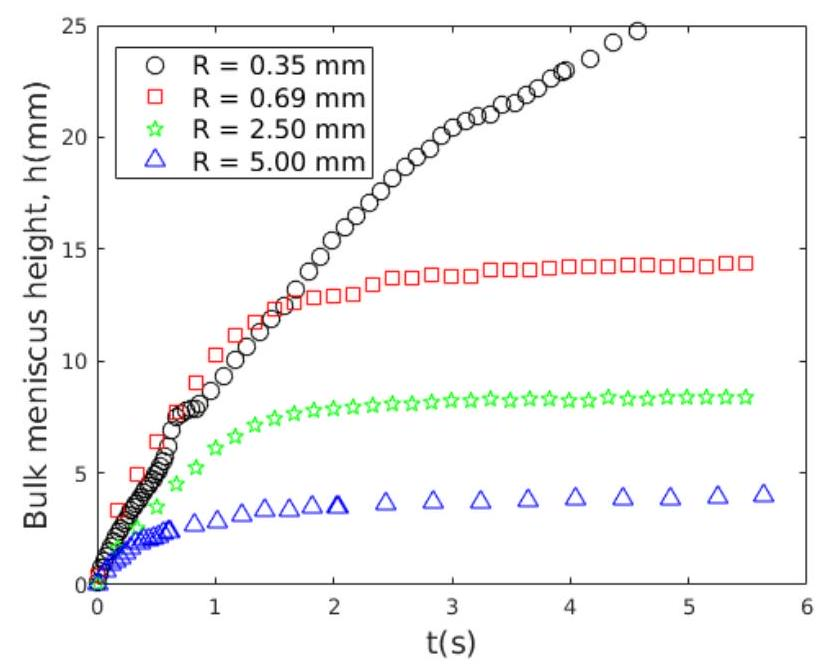 Bulk meniscus height, h(mm)
25
20
15
10
5
0
R = 0.35 mm
R = 0.69 mm
R = 2.50 mm
R = 5.00 mm
0 1 2 3 4 5 6
t(s)